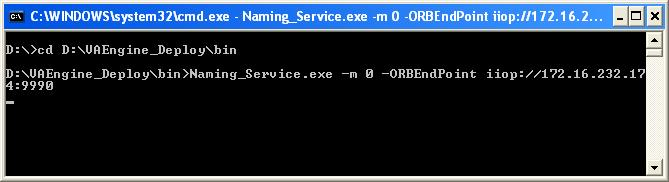 C:\WINDOWS\system32\cmd.exe - Naming_Service.exe -m 0 -ORBEndPoint iiop://172.16.2...
D:\>cd D:\VAEngine_Deploy\bin
D:\VAEngine_Deploy\bin>Naming_Service.exe -m 0 -ORBEndPoint iiop://172.16.232.17
4:9990